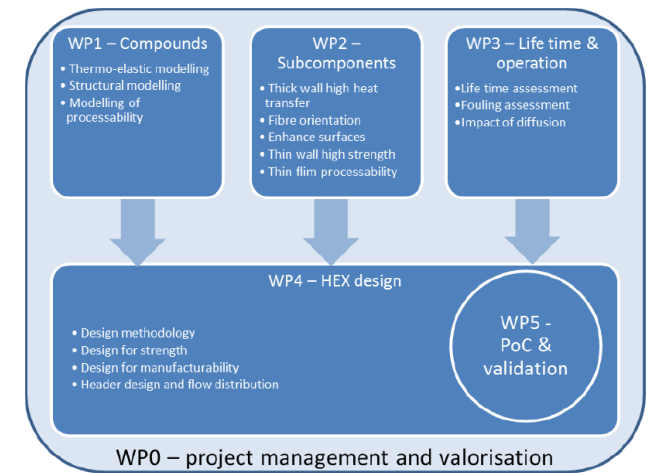 WP1 – Compounds
• Thermo-elastic modelling
• Structural modelling
• Modelling of
processability
WP2 –
Subcomponents
• Thick wall high heat
transfer
• Fibre orientation
• Enhance surfaces
• Thin wall high strength
• Thin flim processability
WP3 – Life time &
operation
•Life time assessment
•Fouling assessment
•Impact of diffusion
WP4 – HEX design
• Design methodology
• Design for strength
• Design for manufacturability
• Header design and flow distribution
WP5 -
PoC &
validation
WP0 – project management and valorisation